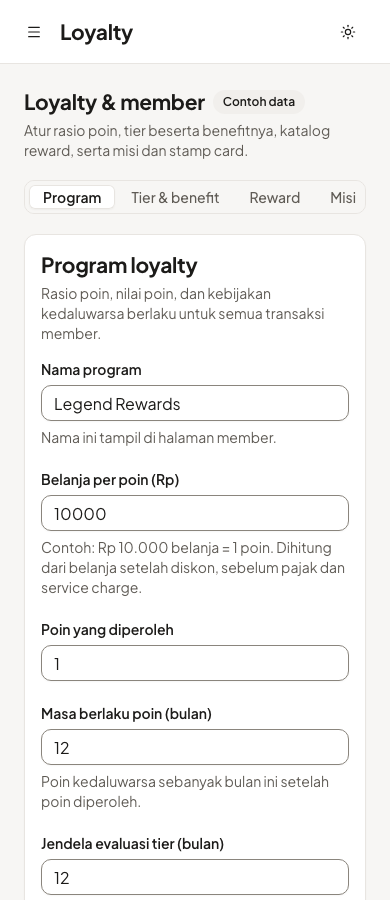 Loyalty
Loyalty & member
Contoh data
Atur rasio poin, tier beserta benefitnya, katalog
reward, serta misi dan stamp card.
Program
Tier & benefit
Reward
Misi
Program loyalty
Rasio poin, nilai poin, dan kebijakan
kedaluwarsa berlaku untuk semua transaksi
member.
Nama program
Legend Rewards
Nama ini tampil di halaman member.
Belanja per poin (Rp)
10000
Contoh: Rp 10.000 belanja = 1 poin. Dihitung
dari belanja setelah diskon, sebelum pajak dan
service charge.
Poin yang diperoleh
1
Masa berlaku poin (bulan)
12
Poin kedaluwarsa sebanyak bulan ini setelah
poin diperoleh.
Jendela evaluasi tier (bulan)
12